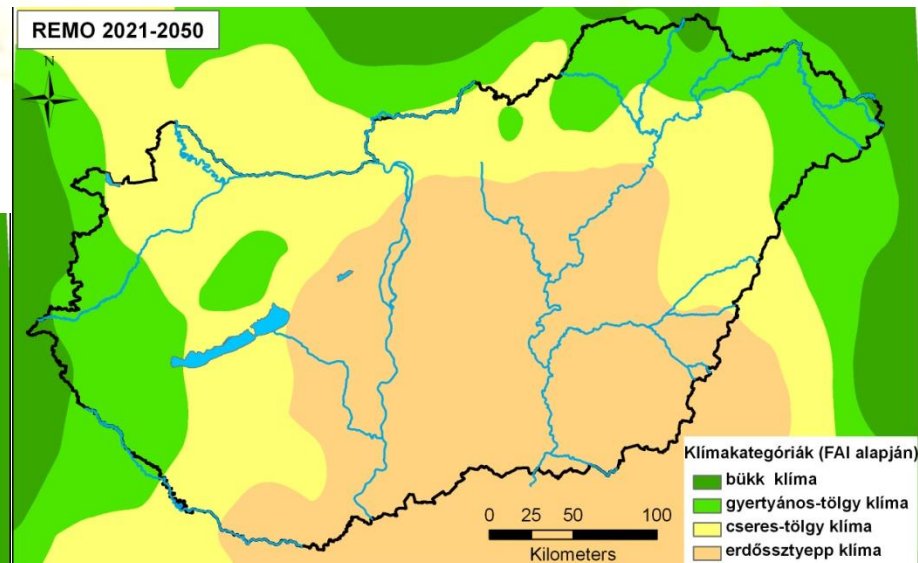 REMO 2021-2050
N
Klímakategóriák (FAI alapján)
bükk klíma
gyertyános-tölgy klíma
cseres-tölgy klíma
erdőssztyepp klíma
0 25 50 100
Kilometers